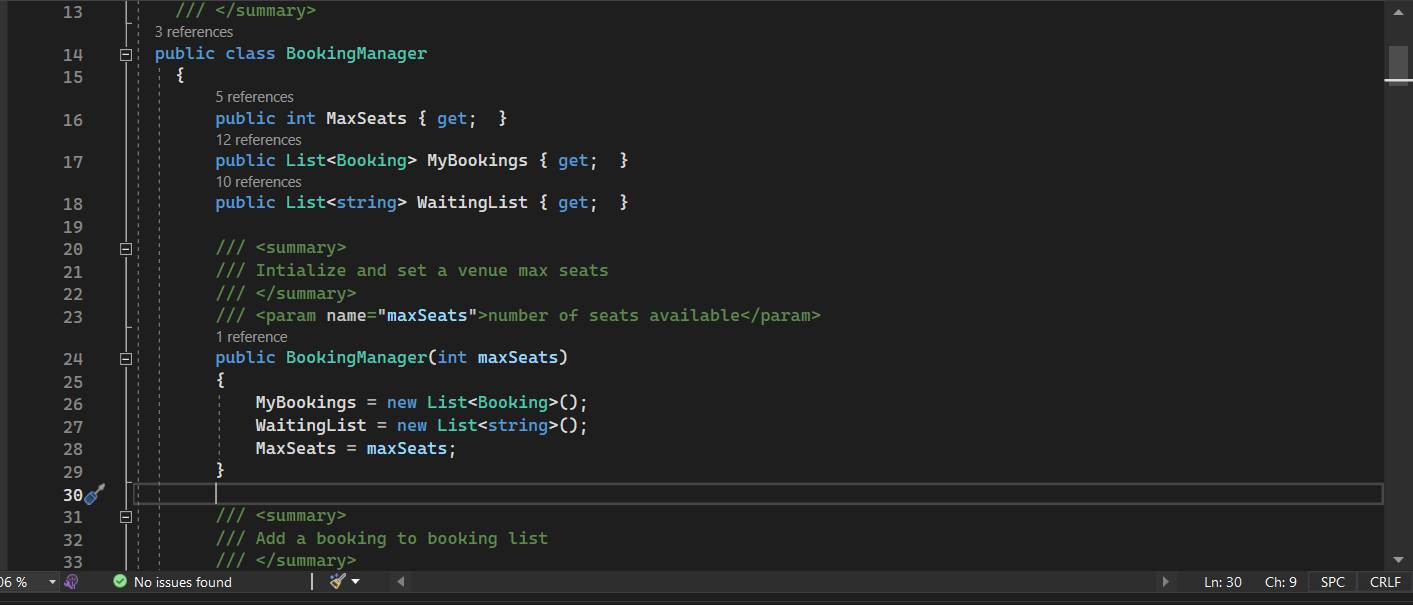 13 /// </summary>
3 references
14 public class BookingManager
15 {
5 references
16 public int MaxSeats { get;  }
12 references
17 public List<Booking> MyBookings { get;  }
10 references
18 public List<string> WaitingList { get;  }
19
20 /// <summary>
21 /// Intialize and set a venue max seats
22 /// </summary>
23 /// <param name="maxSeats">number of seats available</param>
1 reference
24 public BookingManager(int maxSeats)
25 {
26 MyBookings = new List<Booking>();
27 WaitingList = new List<string>();
28 MaxSeats = maxSeats;
29 }
30
31 /// <summary>
32 /// Add a booking to booking list
33 /// </summary>
06 % No issues found Ln: 30 Ch: 9 SPC CRLF